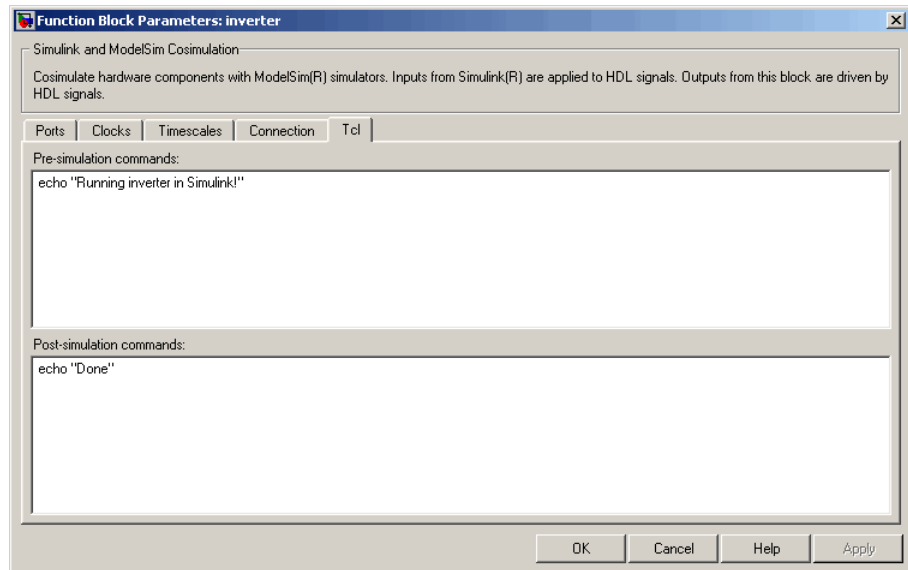 Function Block Parameters: inverter
Simulink and ModelSim Cosimulation
Cosimulate hardware components with ModelSim(R) simulators. Inputs from Simulink(R) are applied to HDL signals. Outputs from this block are driven by
HDL signals.
Ports Clocks Timescales Connection Tcl
Pre-simulation commands:
echo "Running inverter in Simulink!"
Post-simulation commands:
echo "Done"
OK Cancel Help Apply